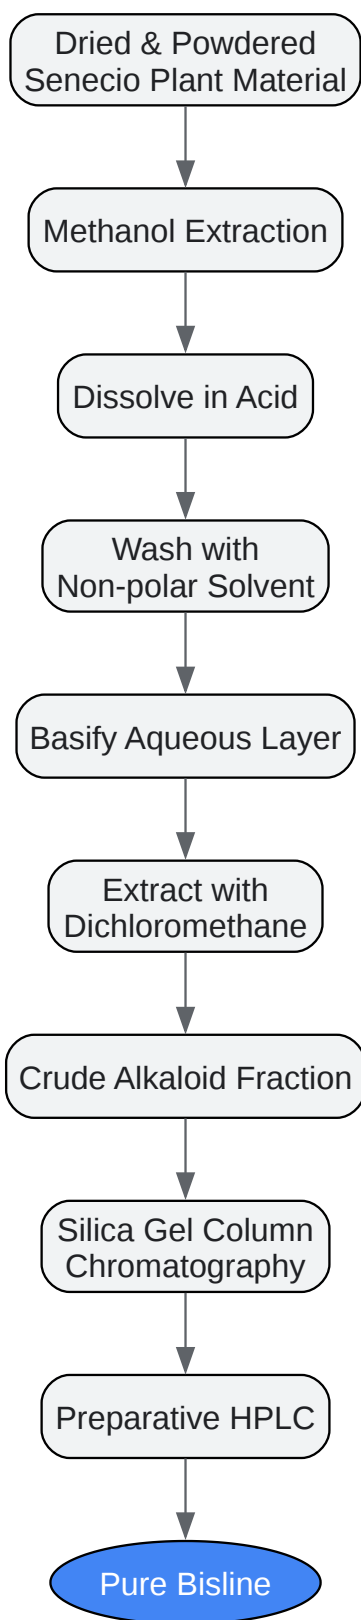 Dried & Powdered
Senecio Plant Material
Methanol Extraction
Dissolve in Acid
Wash with
Non-polar Solvent
Basify Aqueous Layer
Extract with
Dichloromethane
Crude Alkaloid Fraction
Silica Gel Column
Chromatography
Preparative HPLC
Pure Bisline